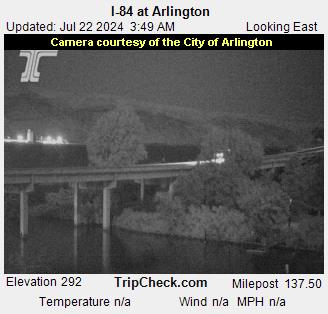 I-84 at Arlington
Updated: Jul 22 2024 3:49 AM Looking East
Camera courtesy of the City of Arlington
Elevation 292 TripCheck.com Milepost 137.50
Temperature n/a Wind n/a MPH n/a